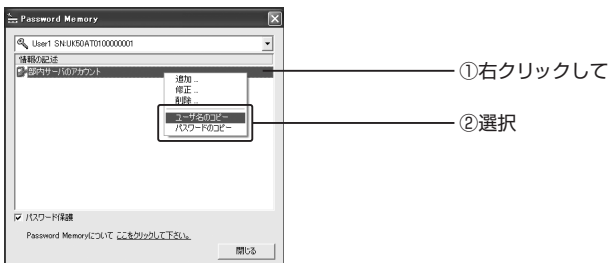 Password Memory
User1 SN:UK50AT0100000001
情報の記述
部内サーバのアカウント
追加 ...
修正 ...
削除 ...
ユーザ名のコピー
パスワードのコピー
①右クリックして
②選択
パスワード保護
Password Memoryについて ここをクリックして下さい。
閉じる